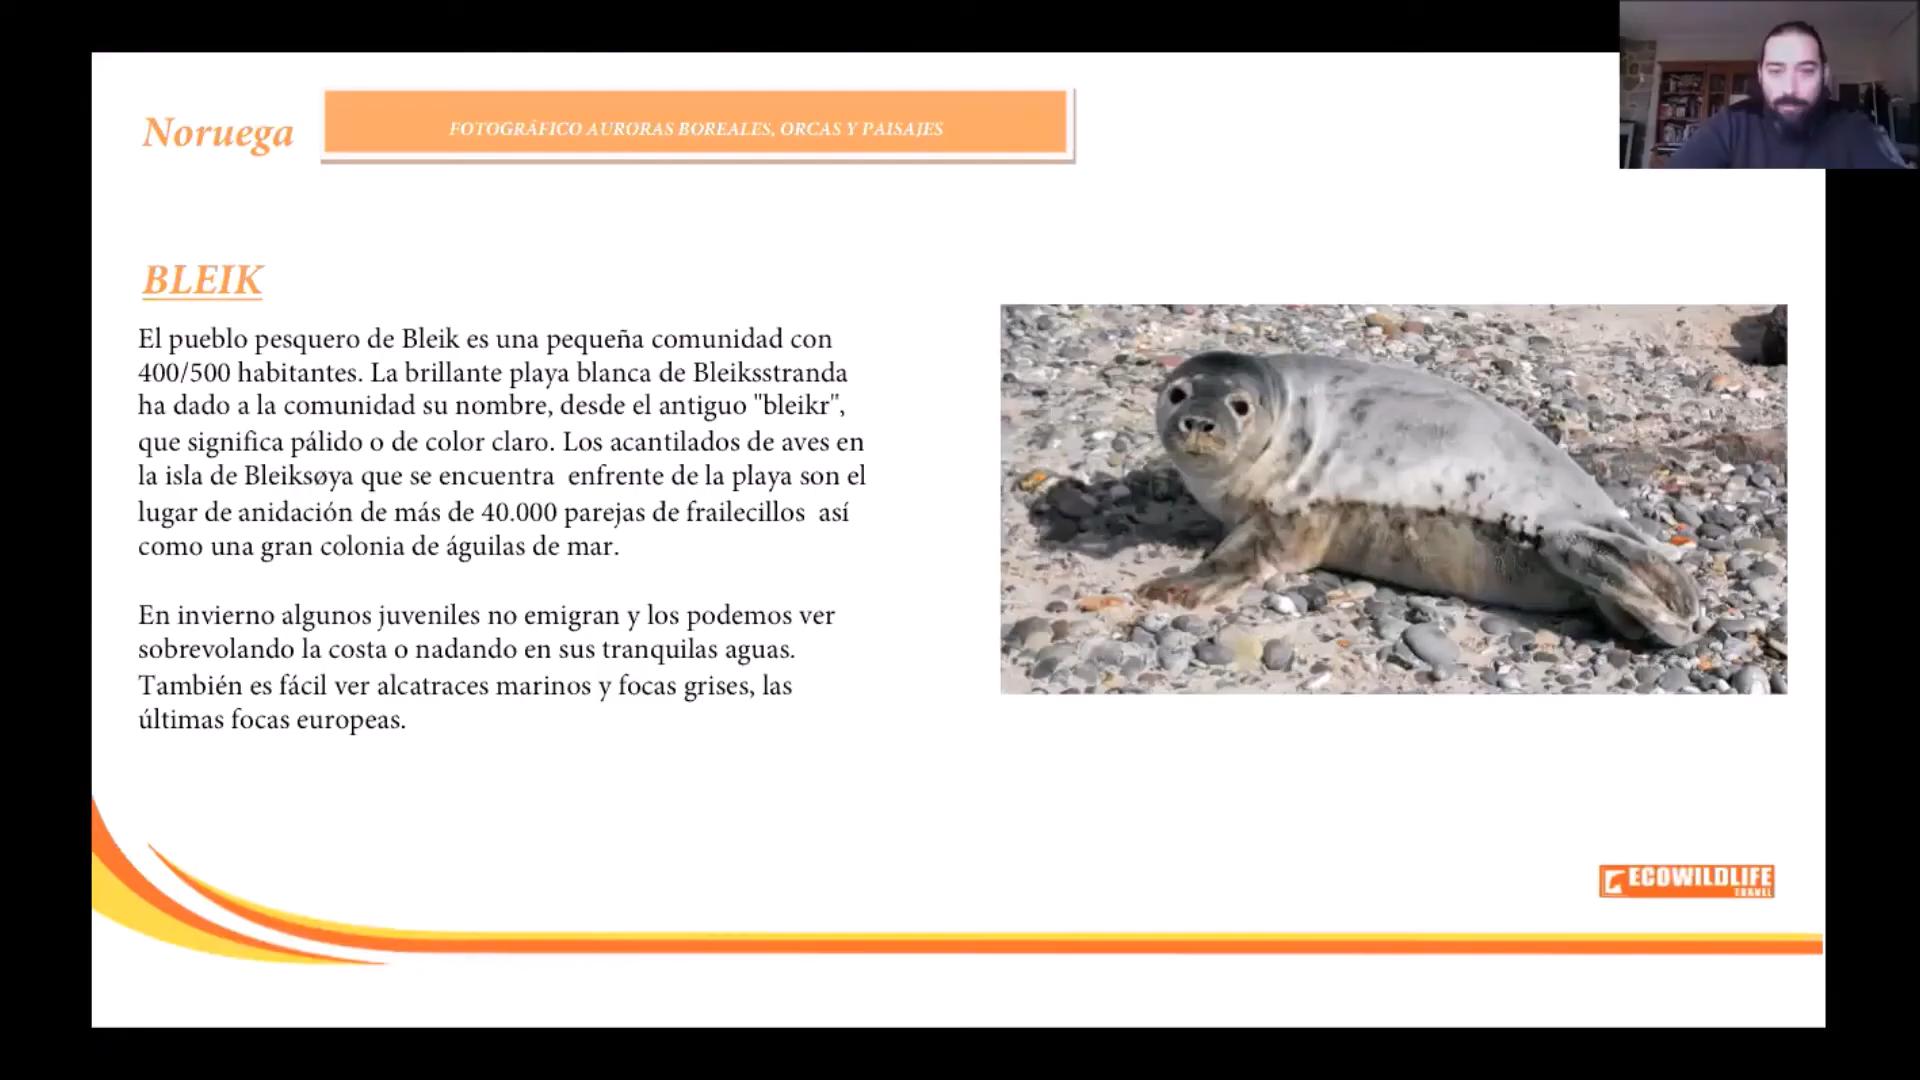 Noruega
FOTOGRÁFICO AURORAS BOREALES, ORCAS Y PAISAJES
BLEIK
El pueblo pesquero de Bleik es una pequeña comunidad con
400/500 habitantes. La brillante playa blanca de Bleiksstranda
ha dado a la comunidad su nombre, desde el antiguo "bleikr",
que significa pálido o de color claro. Los acantilados de aves en
la isla de Bleiksøya que se encuentra  enfrente de la playa son el
lugar de anidación de más de 40.000 parejas de frailecillos  así
como una gran colonia de águilas de mar.
En invierno algunos juveniles no emigran y los podemos ver
sobrevolando la costa o nadando en sus tranquilas aguas.
También es fácil ver alcatraces marinos y focas grises, las
últimas focas europeas.
ECOWILDLIFE
TRAVEL